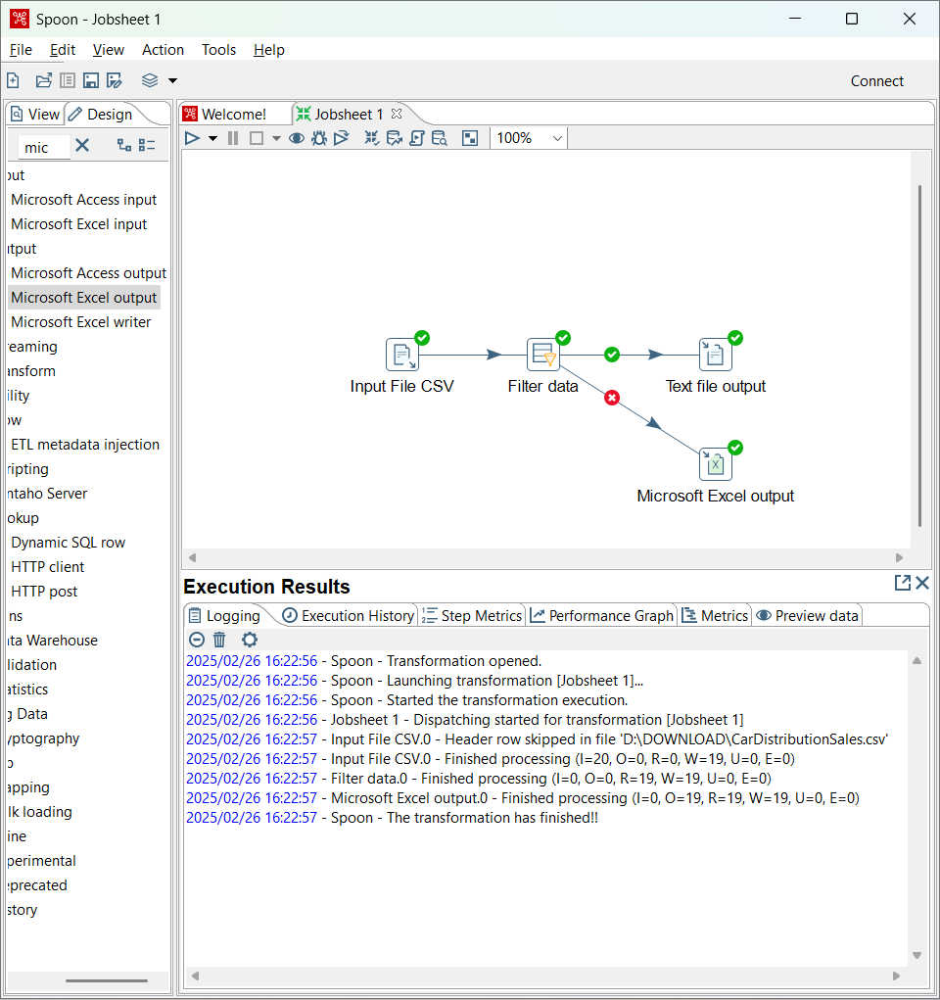 Spoon - Jobsheet 1
File Edit View Action Tools Help
Connect
View Design
Welcome! Jobsheet 1
mic
100%
out
Microsoft Access input
Microsoft Excel input
utput
Microsoft Access output
Microsoft Excel output
Microsoft Excel writer
reaming
ansform
ility
ow
ETL metadata injection
ripting
ntaho Server
okup
Dynamic SQL row
HTTP client
HTTP post
ns
ata Warehouse
lidation
atistics
g Data
yptography
b
apping
lk loading
ine
perimental
eprecated
story
Input File CSV
Filter data
Text file output
Microsoft Excel output
Execution Results
Logging Execution History Step Metrics Performance Graph Metrics Preview data
2025/02/26 16:22:56 - Spoon - Transformation opened.
2025/02/26 16:22:56 - Spoon - Launching transformation [Jobsheet 1]...
2025/02/26 16:22:56 - Spoon - Started the transformation execution.
2025/02/26 16:22:56 - Jobsheet 1 - Dispatching started for transformation [Jobsheet 1]
2025/02/26 16:22:57 - Input File CSV.0 - Header row skipped in file 'D:\DOWNLOAD\CarDistributionSales.csv'
2025/02/26 16:22:57 - Input File CSV.0 - Finished processing (I=20, O=0, R=0, W=19, U=0, E=0)
2025/02/26 16:22:57 - Filter data.0 - Finished processing (I=0, O=0, R=19, W=19, U=0, E=0)
2025/02/26 16:22:57 - Microsoft Excel output.0 - Finished processing (I=0, O=19, R=19, W=19, U=0, E=0)
2025/02/26 16:22:57 - Spoon - The transformation has finished!!